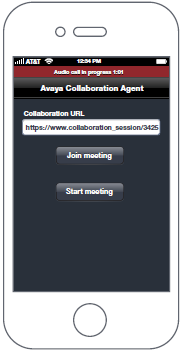 AT&T 12:34 PM
Audio call in progress 1:01
Avaya Collaboration Agent
Collaboration URL
https://www.collaboration_session/3425
Join meeting
Start meeting